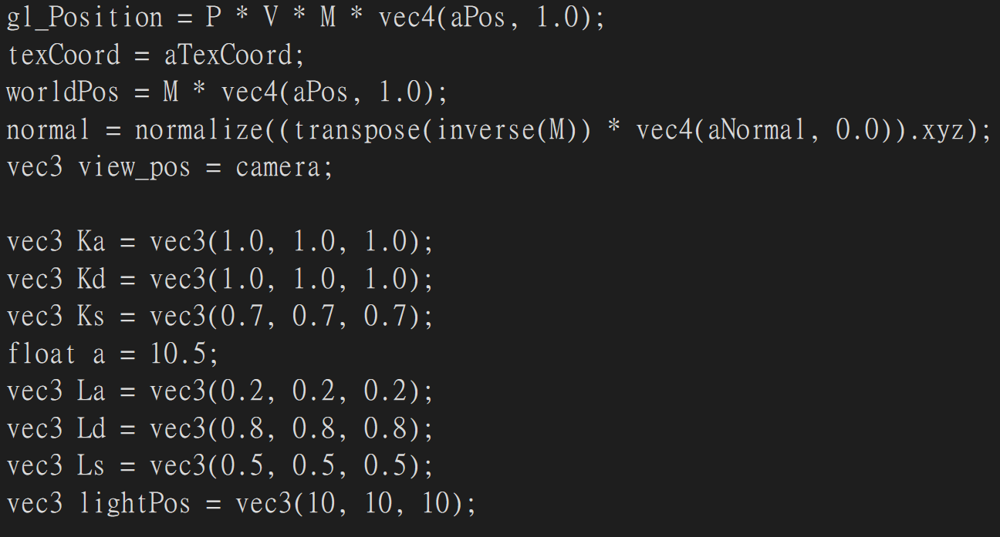 gl_Position = P * V * M * vec4(aPos, 1.0);
texCoord = aTexCoord;
worldPos = M * vec4(aPos, 1.0);
normal = normalize((transpose(inverse(M)) * vec4(aNormal, 0.0)).xyz);
vec3 view_pos = camera;
vec3 Ka = vec3(1.0, 1.0, 1.0);
vec3 Kd = vec3(1.0, 1.0, 1.0);
vec3 Ks = vec3(0.7, 0.7, 0.7);
float a = 10.5;
vec3 La = vec3(0.2, 0.2, 0.2);
vec3 Ld = vec3(0.8, 0.8, 0.8);
vec3 Ls = vec3(0.5, 0.5, 0.5);
vec3 lightPos = vec3(10, 10, 10);